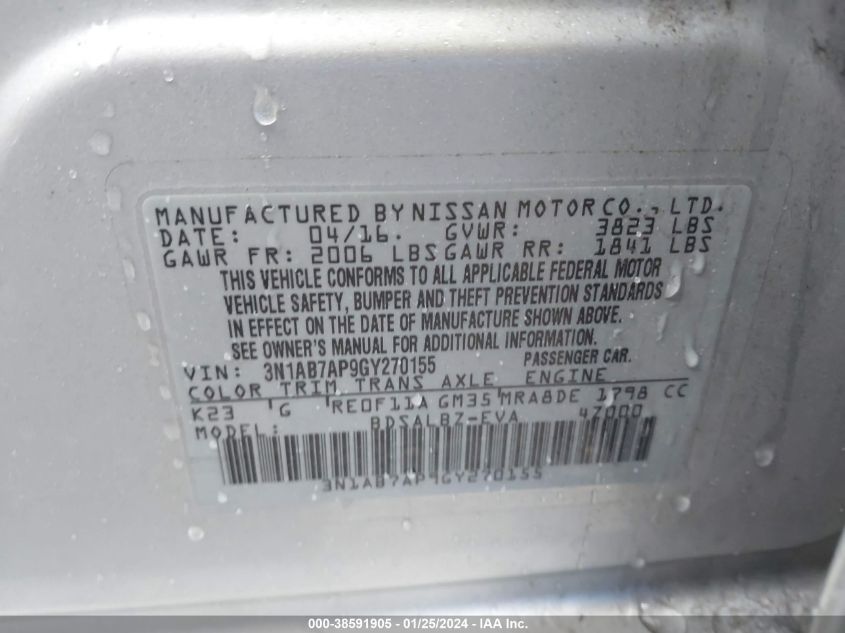 MANUFACTURED BY NISSAN MOTOR CO., LTD.
DATE: 04/16. GVWR: 3823 LBS
GAWR FR: 2006 LBS GAWR RR: 1841 LBS
THIS VEHICLE CONFORMS TO ALL APPLICABLE FEDERAL MOTOR
VEHICLE SAFETY, BUMPER AND THEFT PREVENTION STANDARDS
IN EFFECT ON THE DATE OF MANUFACTURE SHOWN ABOVE.
SEE OWNER'S MANUAL FOR ADDITIONAL INFORMATION.
VIN: 3N1AB7AP9GY270155 PASSENGER CAR.
COLOR TRIM TRANS AXLE ENGINE
K23 G RE0F11A GM35 MRA8DE 1798 CC
MODEL: BDSALBZ-EVA 47000
3N1AB7AP9GY270155
000-38591905 - 01/25/2024 - IAA Inc.